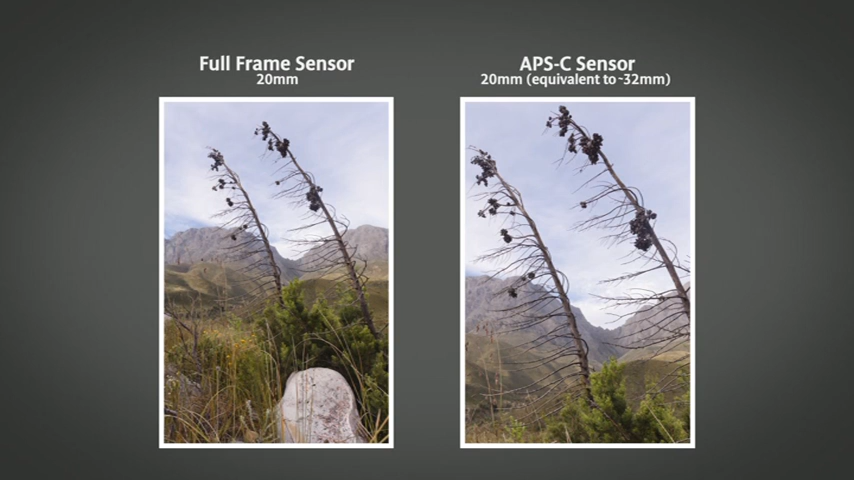 Full Frame Sensor
20mm
APS-C Sensor
20mm (equivalent to ~32mm)